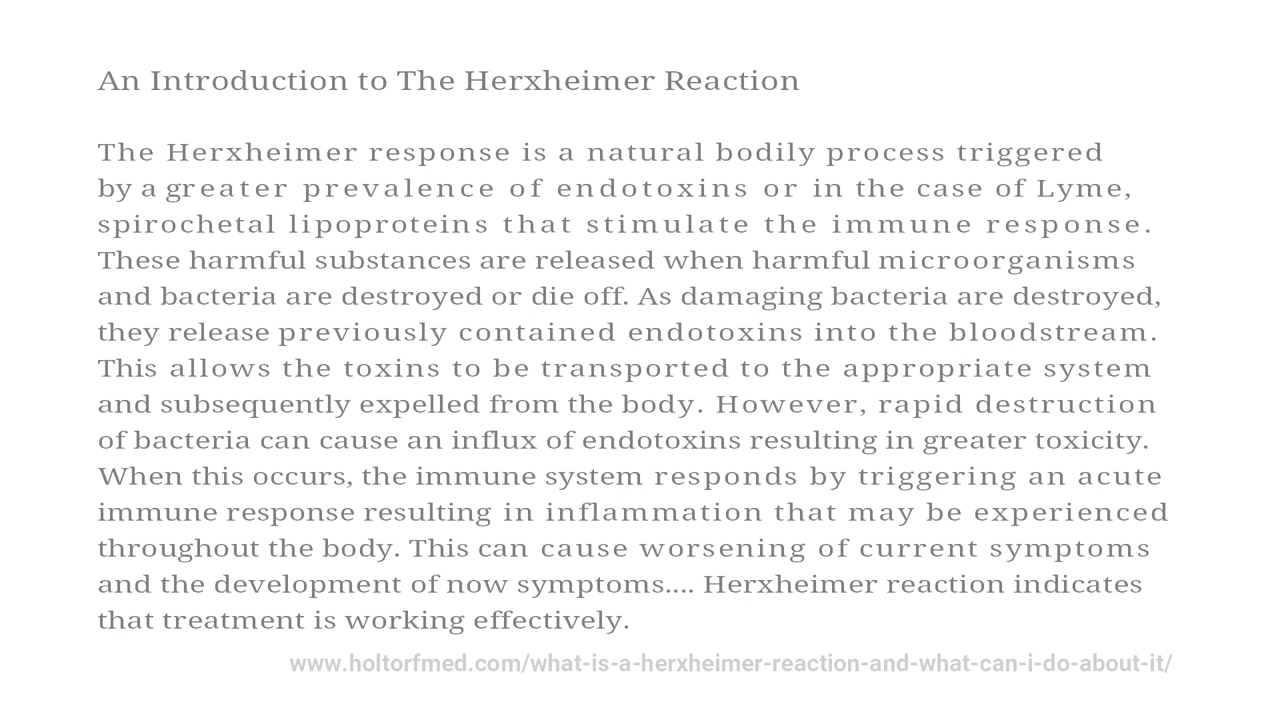 An Introduction to The Herxheimer Reaction
The Herxheimer response is a natural bodily process triggered
by a greater prevalence of endotoxins or in the case of Lyme,
spirochetal lipoproteins that stimulate the immune response.
These harmful substances are released when harmful microorganisms
and bacteria are destroyed or die off. As damaging bacteria are destroyed,
they release previously contained endotoxins into the bloodstream.
This allows the toxins to be transported to the appropriate system
and subsequently expelled from the body. However, rapid destruction
of bacteria can cause an influx of endotoxins resulting in greater toxicity.
When this occurs, the immune system responds by triggering an acute
immune response resulting in inflammation that may be experienced
throughout the body. This can cause worsening of current symptoms
and the development of now symptoms.... Herxheimer reaction indicates
that treatment is working effectively.
www.holtorfmed.com/what-is-a-herxheimer-reaction-and-what-can-i-do-about-it/